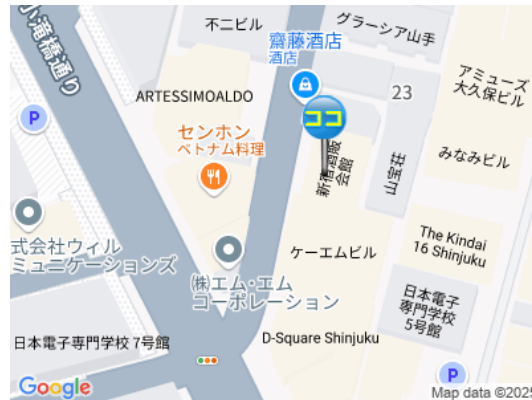 小滝橋通り
不二ビル
グラーシア山手
齋藤酒店
酒店
アミューズ
大久保ビル
ARTESSIMOALDO
23
ココ
センホン
ベトナム料理
新宿酒販
会館
山宝荘
みなみビル
式会社ウィル
ミュニケーションズ
㈱エム・エム
コーポレーション
ケーエムビル
The Kindai
16 Shinjuku
日本電子
専門学校
5号館
日本電子専門学校 7号館
D-Square Shinjuku
P
P
Google
Map data ©2025